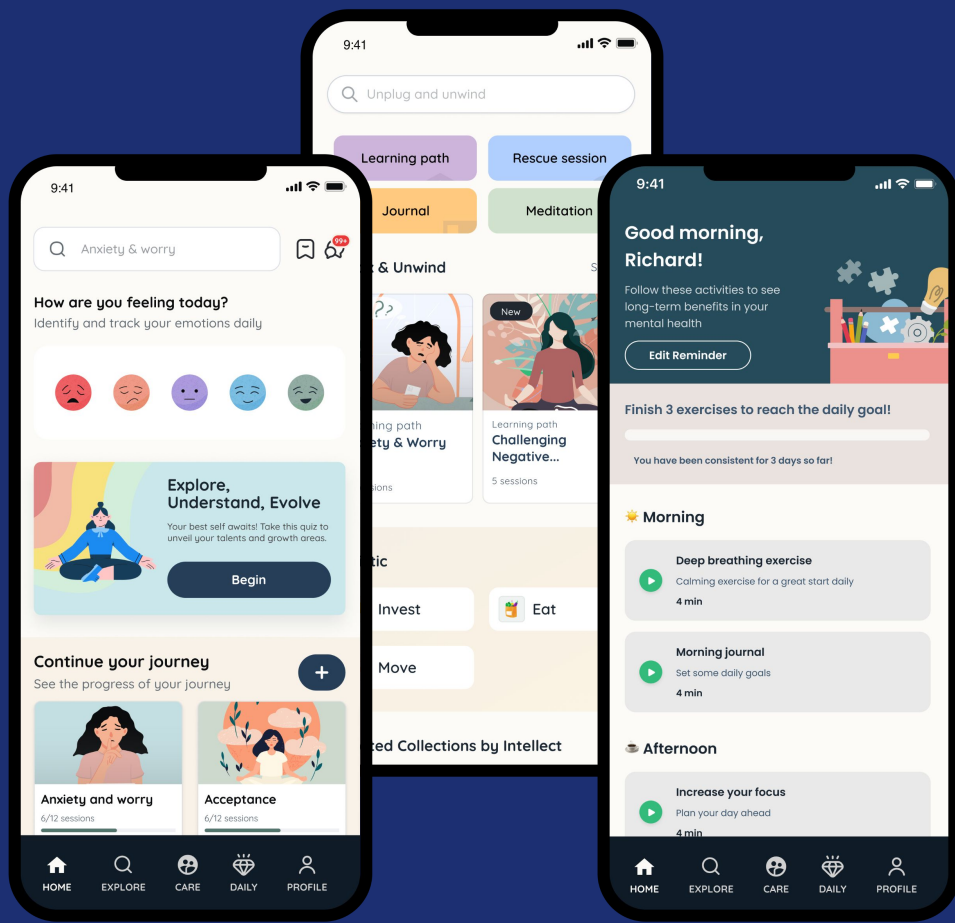 9:41
Anxiety & worry
99+
How are you feeling today?
Identify and track your emotions daily
Explore,
Understand, Evolve
Your best self awaits! Take this quiz to
unveil your talents and growth areas.
Begin
Continue your journey
See the progress of your journey
+
Anxiety and worry
6/12 sessions
Acceptance
6/12 sessions
HOME
EXPLORE
CARE
DAILY
PROFILE
9:41
Unplug and unwind
Learning path
Rescue session
Journal
Meditation
& Unwind
S
??
New
ning path
ety & Worry
sions
Learning path
Challenging
Negative...
5 sessions
tic
Invest
Eat
Move
ted Collections by Intellect
9:41
Good morning,
Richard!
Follow these activities to see
long-term benefits in your
mental health
Edit Reminder
Finish 3 exercises to reach the daily goal!
You have been consistent for 3 days so far!
Morning
Deep breathing exercise
Calming exercise for a great start daily
4 min
Morning journal
Set some daily goals
4 min
Afternoon
Increase your focus
Plan your day ahead
4 min
HOME
EXPLORE
CARE
DAILY
PROFILE